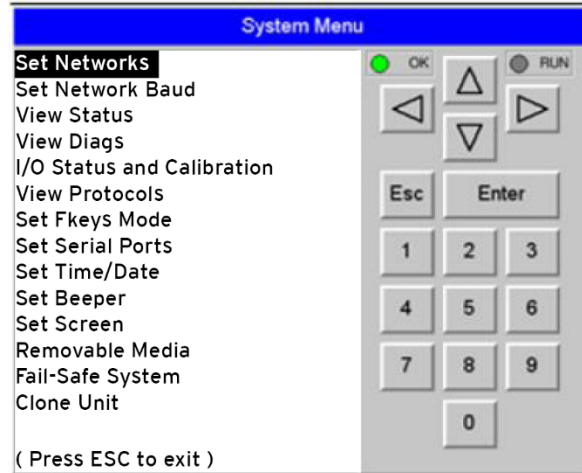 System Menu
Set Networks
Set Network Baud
View Status
View Diags
I/O Status and Calibration
View Protocols
Set Fkeys Mode
Set Serial Ports
Set Time/Date
Set Beeper
Set Screen
Removable Media
Fail-Safe System
Clone Unit
( Press ESC to exit )
OK RUN
Esc Enter
1 2 3
4 5 6
7 8 9
0